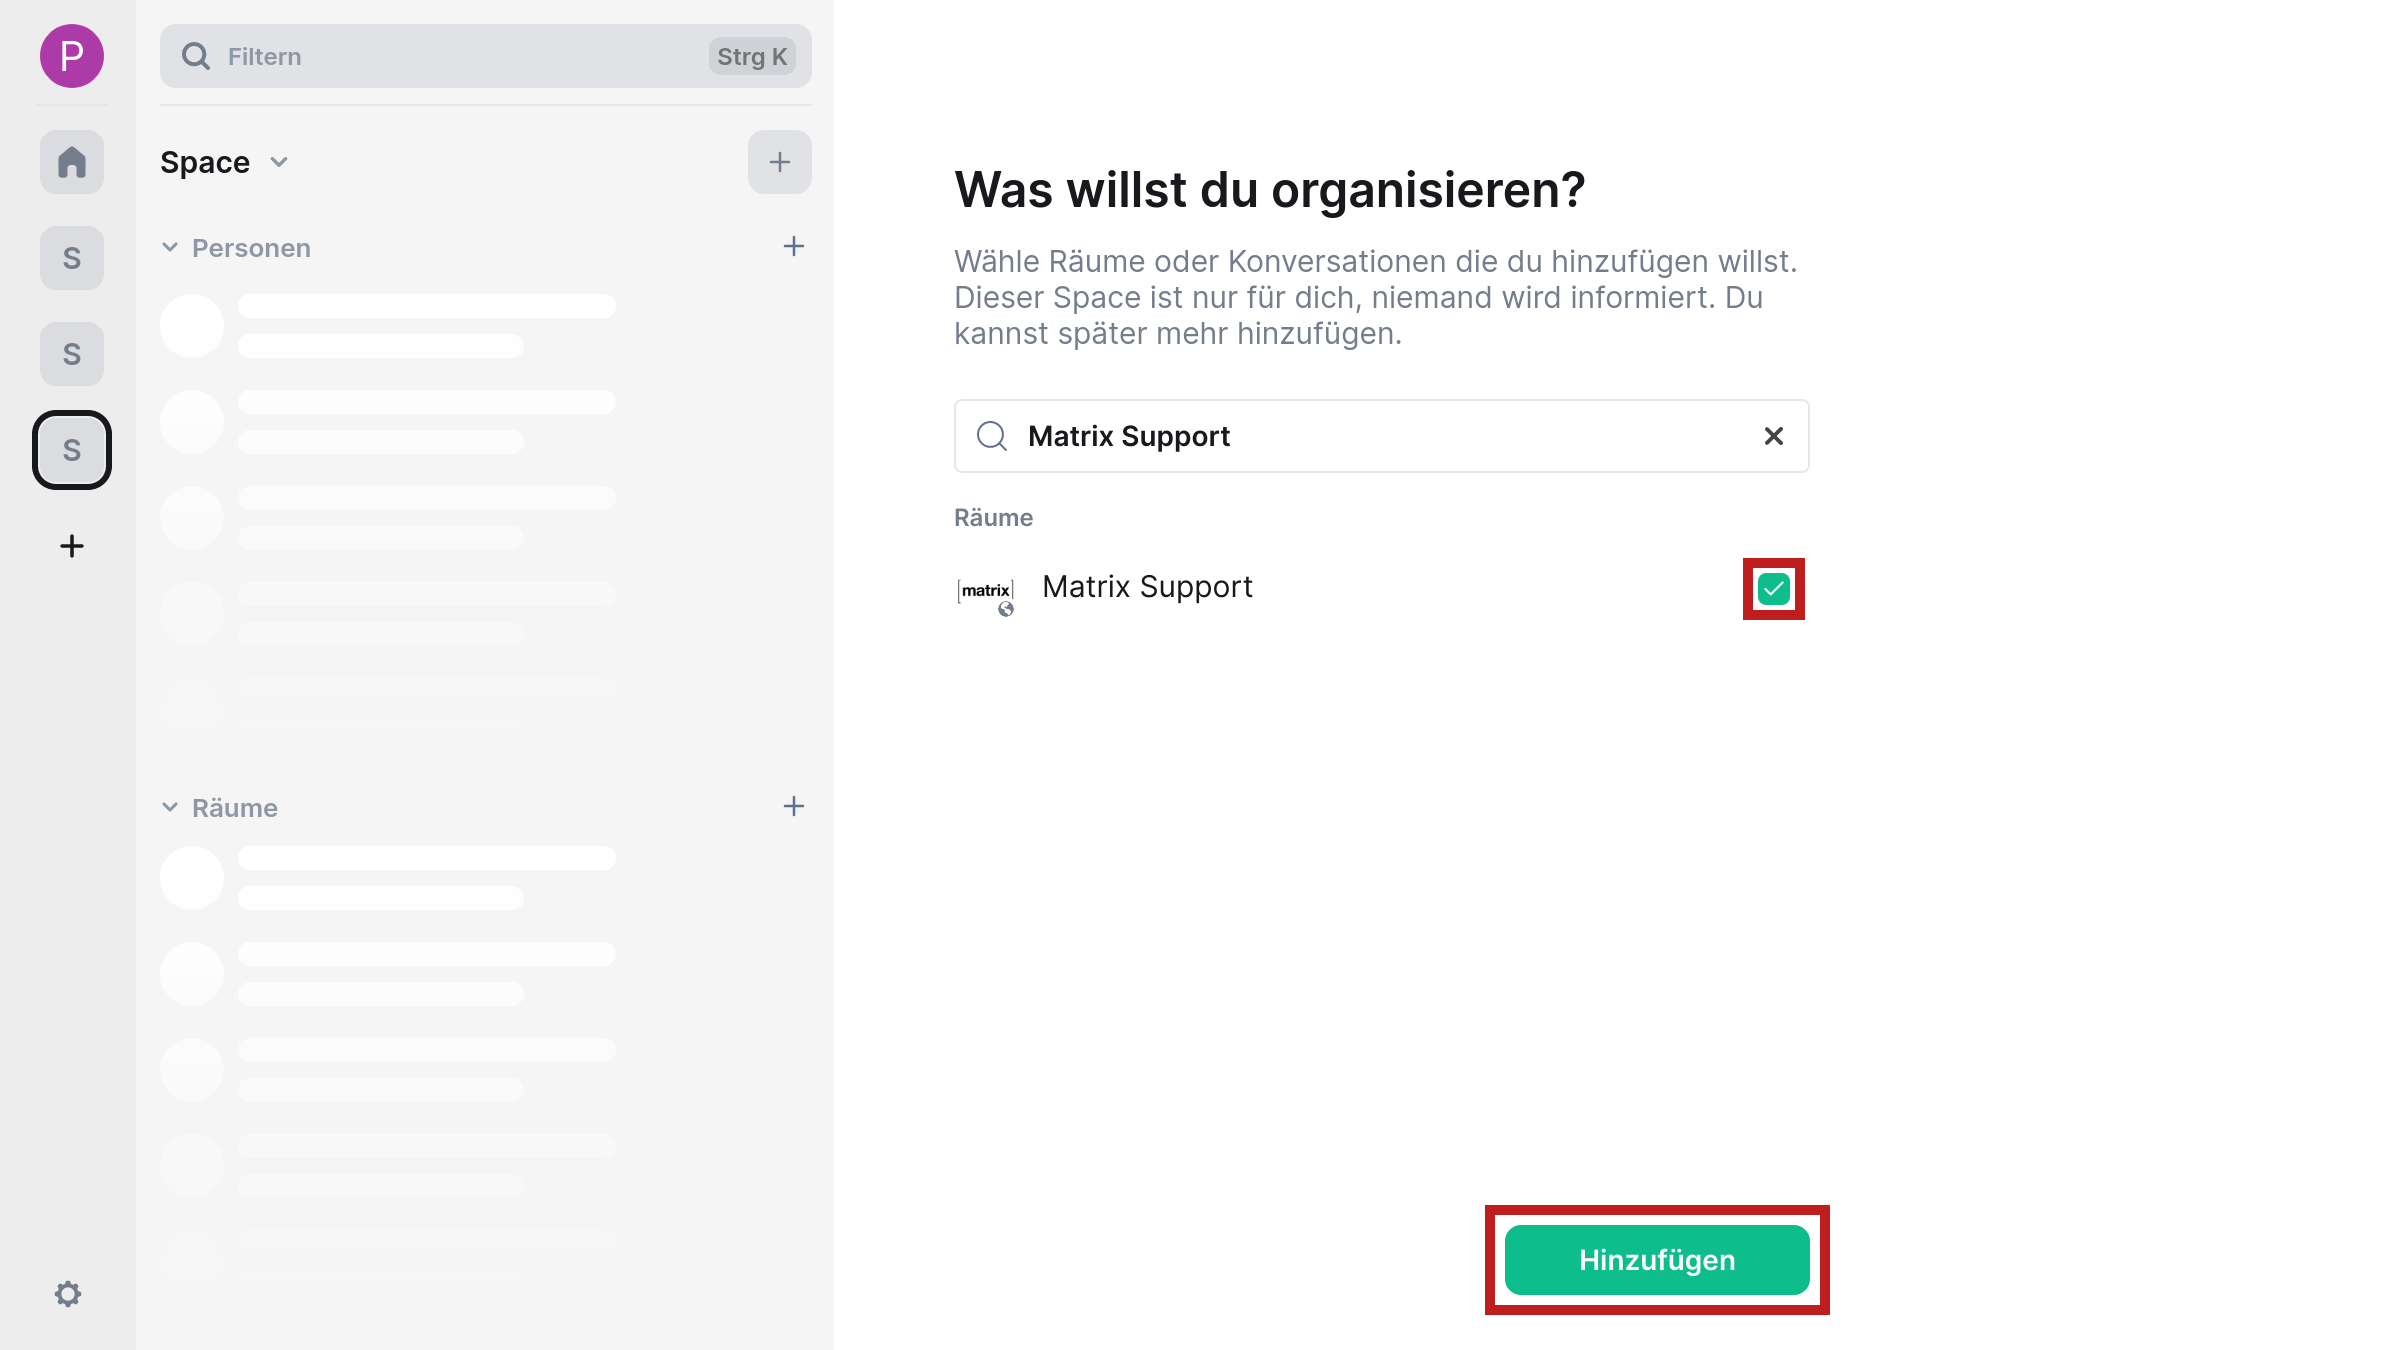 P
Filtern
Strg K
Space
Personen
S
S
S
Räume
Was willst du organisieren?
Wähle Räume oder Konversationen die du hinzufügen willst.
Dieser Space ist nur für dich, niemand wird informiert. Du
kannst später mehr hinzufügen.
Matrix Support
Räume
[matrix]
Matrix Support
Hinzufügen